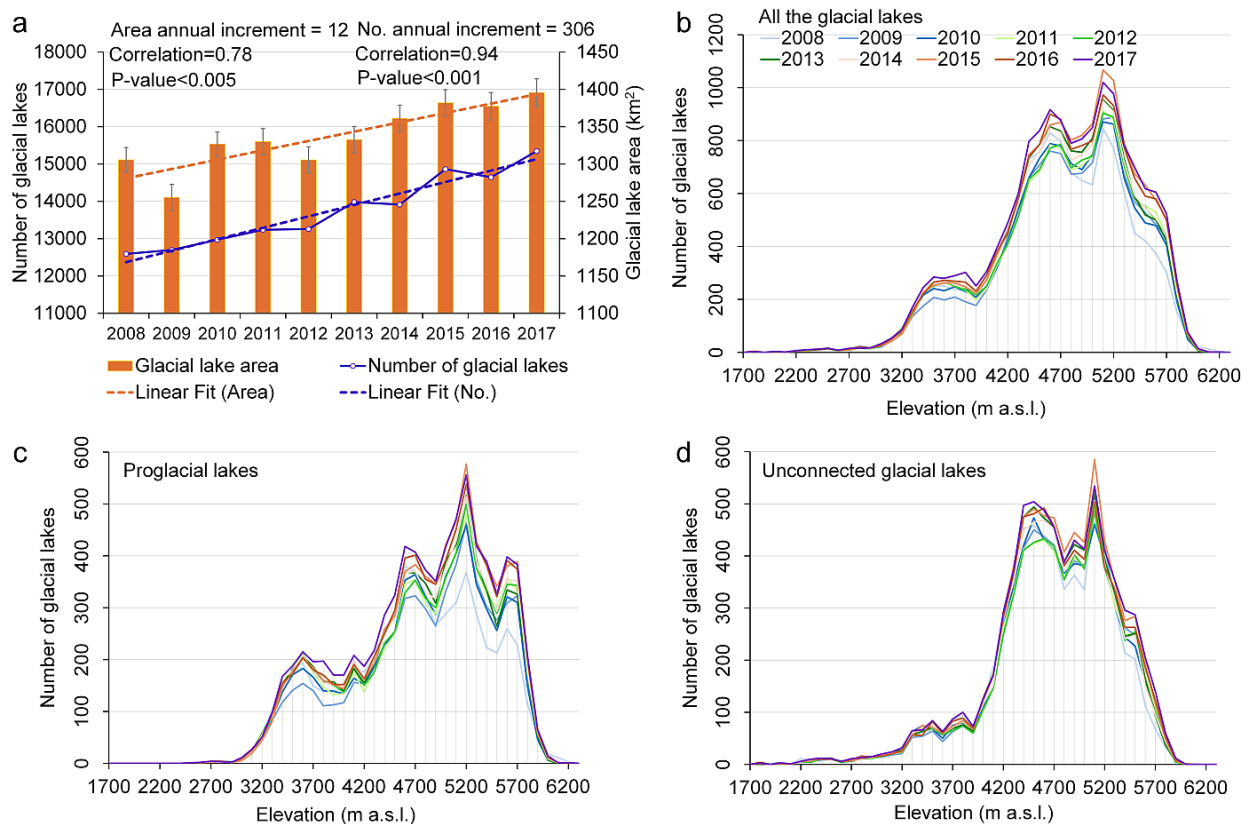 a
Area annual increment = 12 No. annual increment = 306
Correlation=0.78 Correlation=0.94
P-value<0.005 P-value<0.001
Number of glacial lakes
18000
17000
16000
15000
14000
13000
12000
11000
1450
1400
1350
1300
1250
1200
1150
1100
Glacial lake area (km²)
2008 2009 2010 2011 2012 2013 2014 2015 2016 2017
Glacial lake area Number of glacial lakes
Linear Fit (Area) Linear Fit (No.)
b
All the glacial lakes
2008 2009 2010 2011 2012
2013 2014 2015 2016 2017
Number of glacial lakes
1200
1000
800
600
400
200
0
1700 2200 2700 3200 3700 4200 4700 5200 5700 6200
Elevation (m a.s.l.)
c
Proglacial lakes
Number of glacial lakes
600
500
400
300
200
100
0
1700 2200 2700 3200 3700 4200 4700 5200 5700 6200
Elevation (m a.s.l.)
d
Unconnected glacial lakes
Number of glacial lakes
600
500
400
300
200
100
0
1700 2200 2700 3200 3700 4200 4700 5200 5700 6200
Elevation (m a.s.l.)